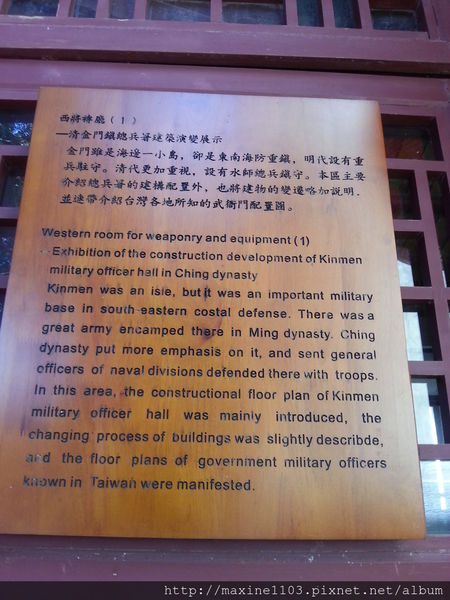 西將裨廳(1)
—清金門鎮總兵署建築演變展示
金門雖是海邊一小島，卻是東南海防重鎮，明代設有重
兵駐守。清代更加重視，設有水師總兵鎮守。本區主要
介紹總兵署的建構配置外，也將建物的變遷略加說明．
並連帶介紹台灣各地所知的武衙門配置圖。
Western room for weaponry and equipment (1)
--Exhibition of the construction development of Kinmen
military officer hall in Ching dynasty
Kinmen was an isle, but it was an important military
base in south-eastern costal defense. There was a
great army encamped there in Ming dynasty. Ching
dynasty put more emphasis on it, and sent general
officers of naval divisions defended there with troops.
In this area, the constructional floor plan of Kinmen
military officer hall was mainly introduced, the
changing process of buildings was slightly describde,
and the floor plans of government military officers
known in Taiwan were manifested.
http://maxine1103.pixnet.net/album